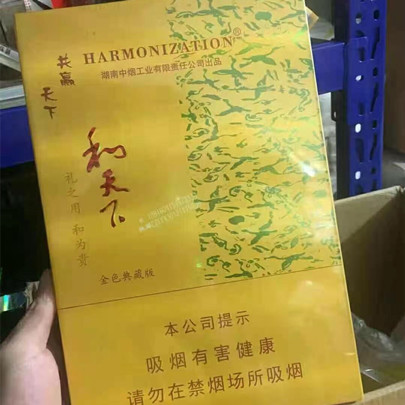 共赢
天下
HARMONIZATION®
湖南中烟工业有限责任公司出品
和天下
礼之用 和为贵
金色典藏版
本公司提示
吸烟有害健康
请勿在禁烟场所吸烟